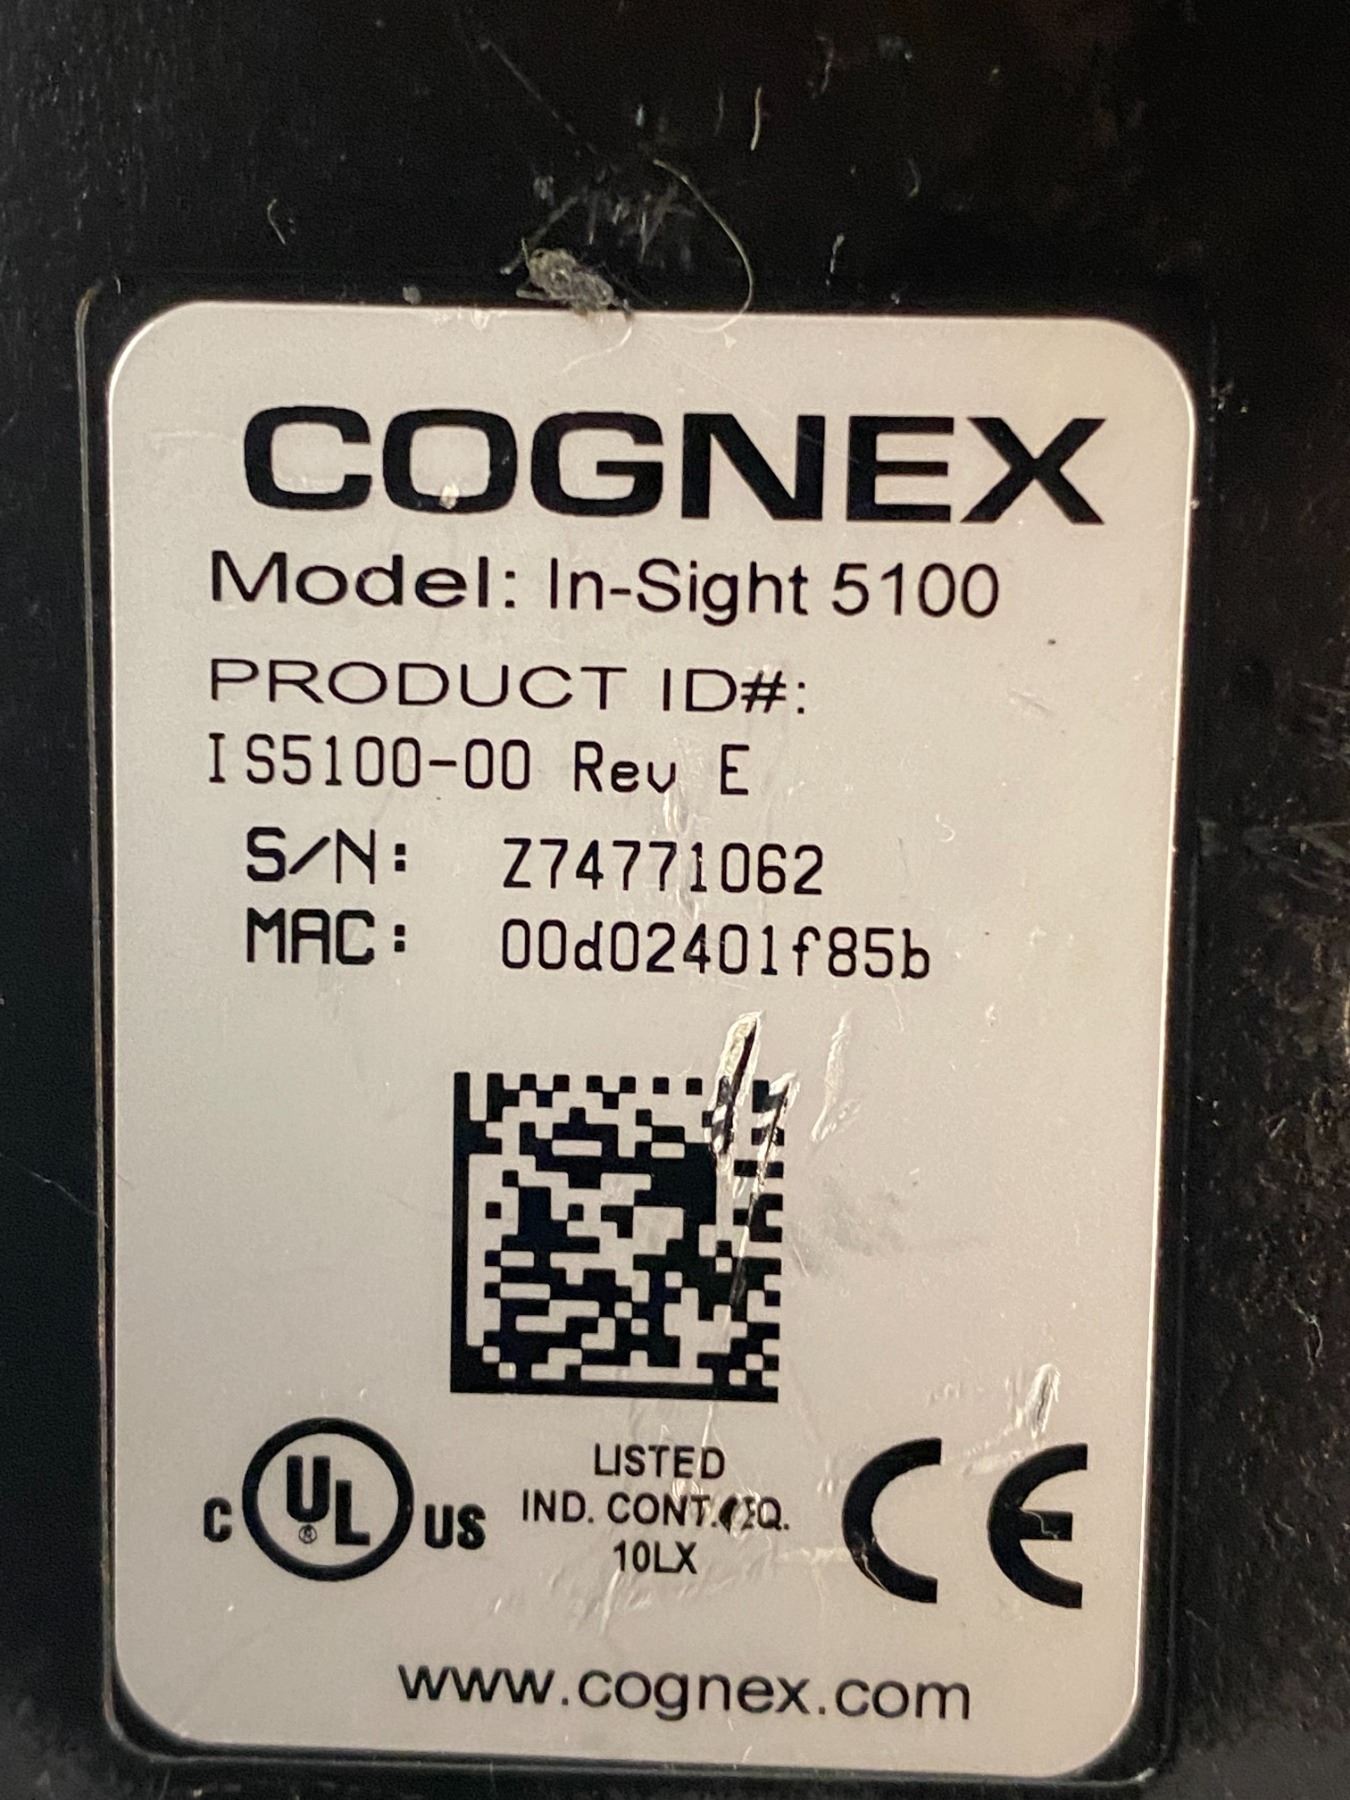 COGNEX
Model: In-Sight 5100
PRODUCT ID#:
IS5100-00 Rev E
S/N: Z74771062
MAC: 00d02401f85b
C UL® US
LISTED
IND. CONT.
10LX
CE
www.cognex.com